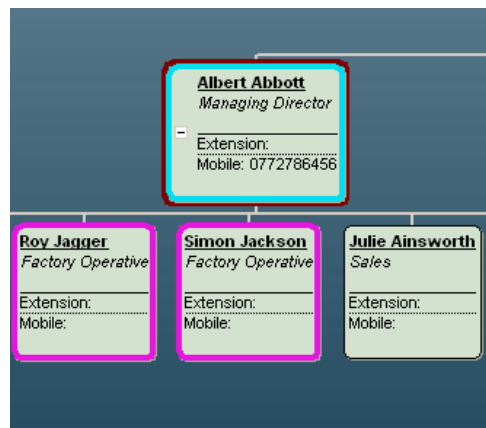 Albert Abbott
Managing Director
Extension:
Mobile: 0772786456
Roy Jagger
Factory Operative
Extension:
Mobile:
Simon Jackson
Factory Operative
Extension:
Mobile:
Julie Ainsworth
Sales
Extension:
Mobile: